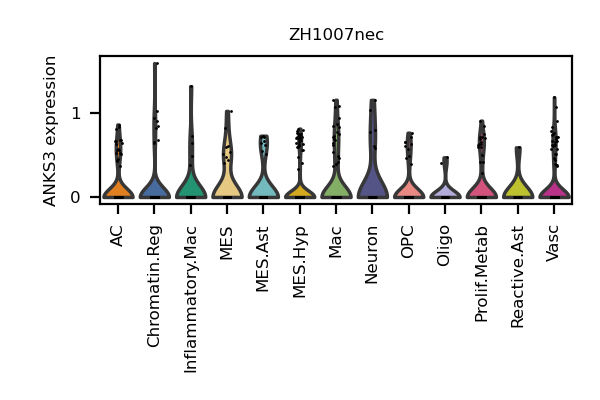 ZH1007nec
ANKS3 expression
1
0
AC
Chromatin.Reg
Inflammatory.Mac
MES
MES.Ast
MES.Hyp
Mac
Neuron
OPC
Oligo
Prolif.Metab
Reactive.Ast
Vasc